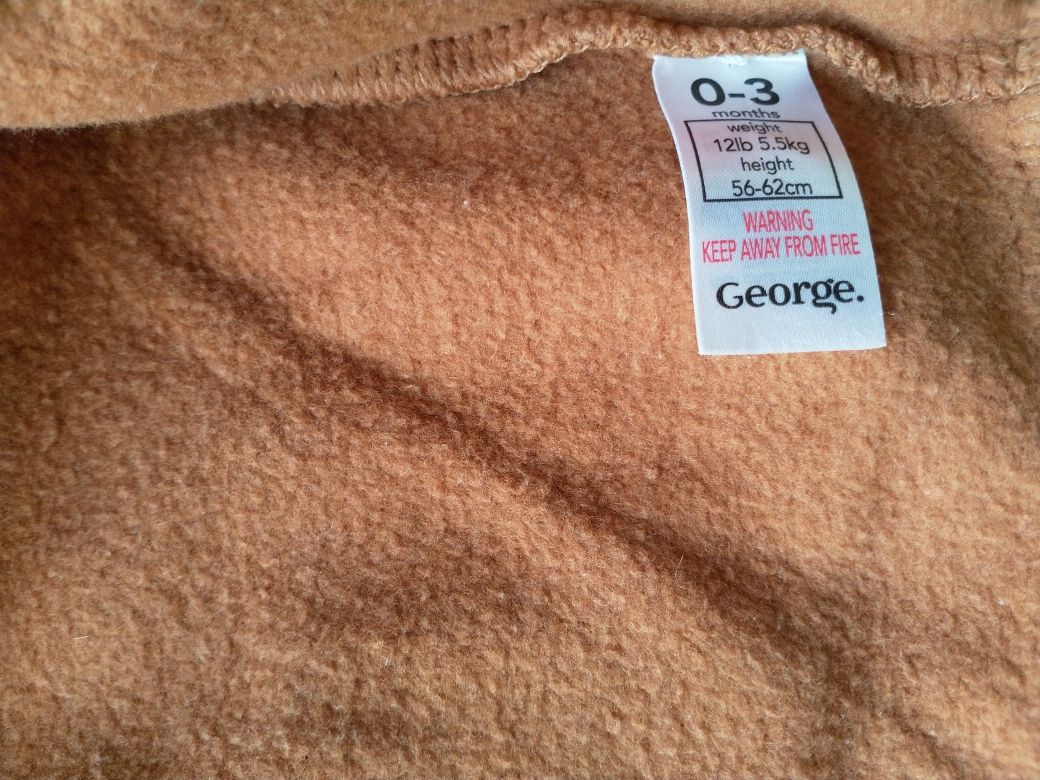 0-3
months
weight
12lb 5.5kg
height
56-62cm
WARNING
KEEP AWAY FROM FIRE
George.